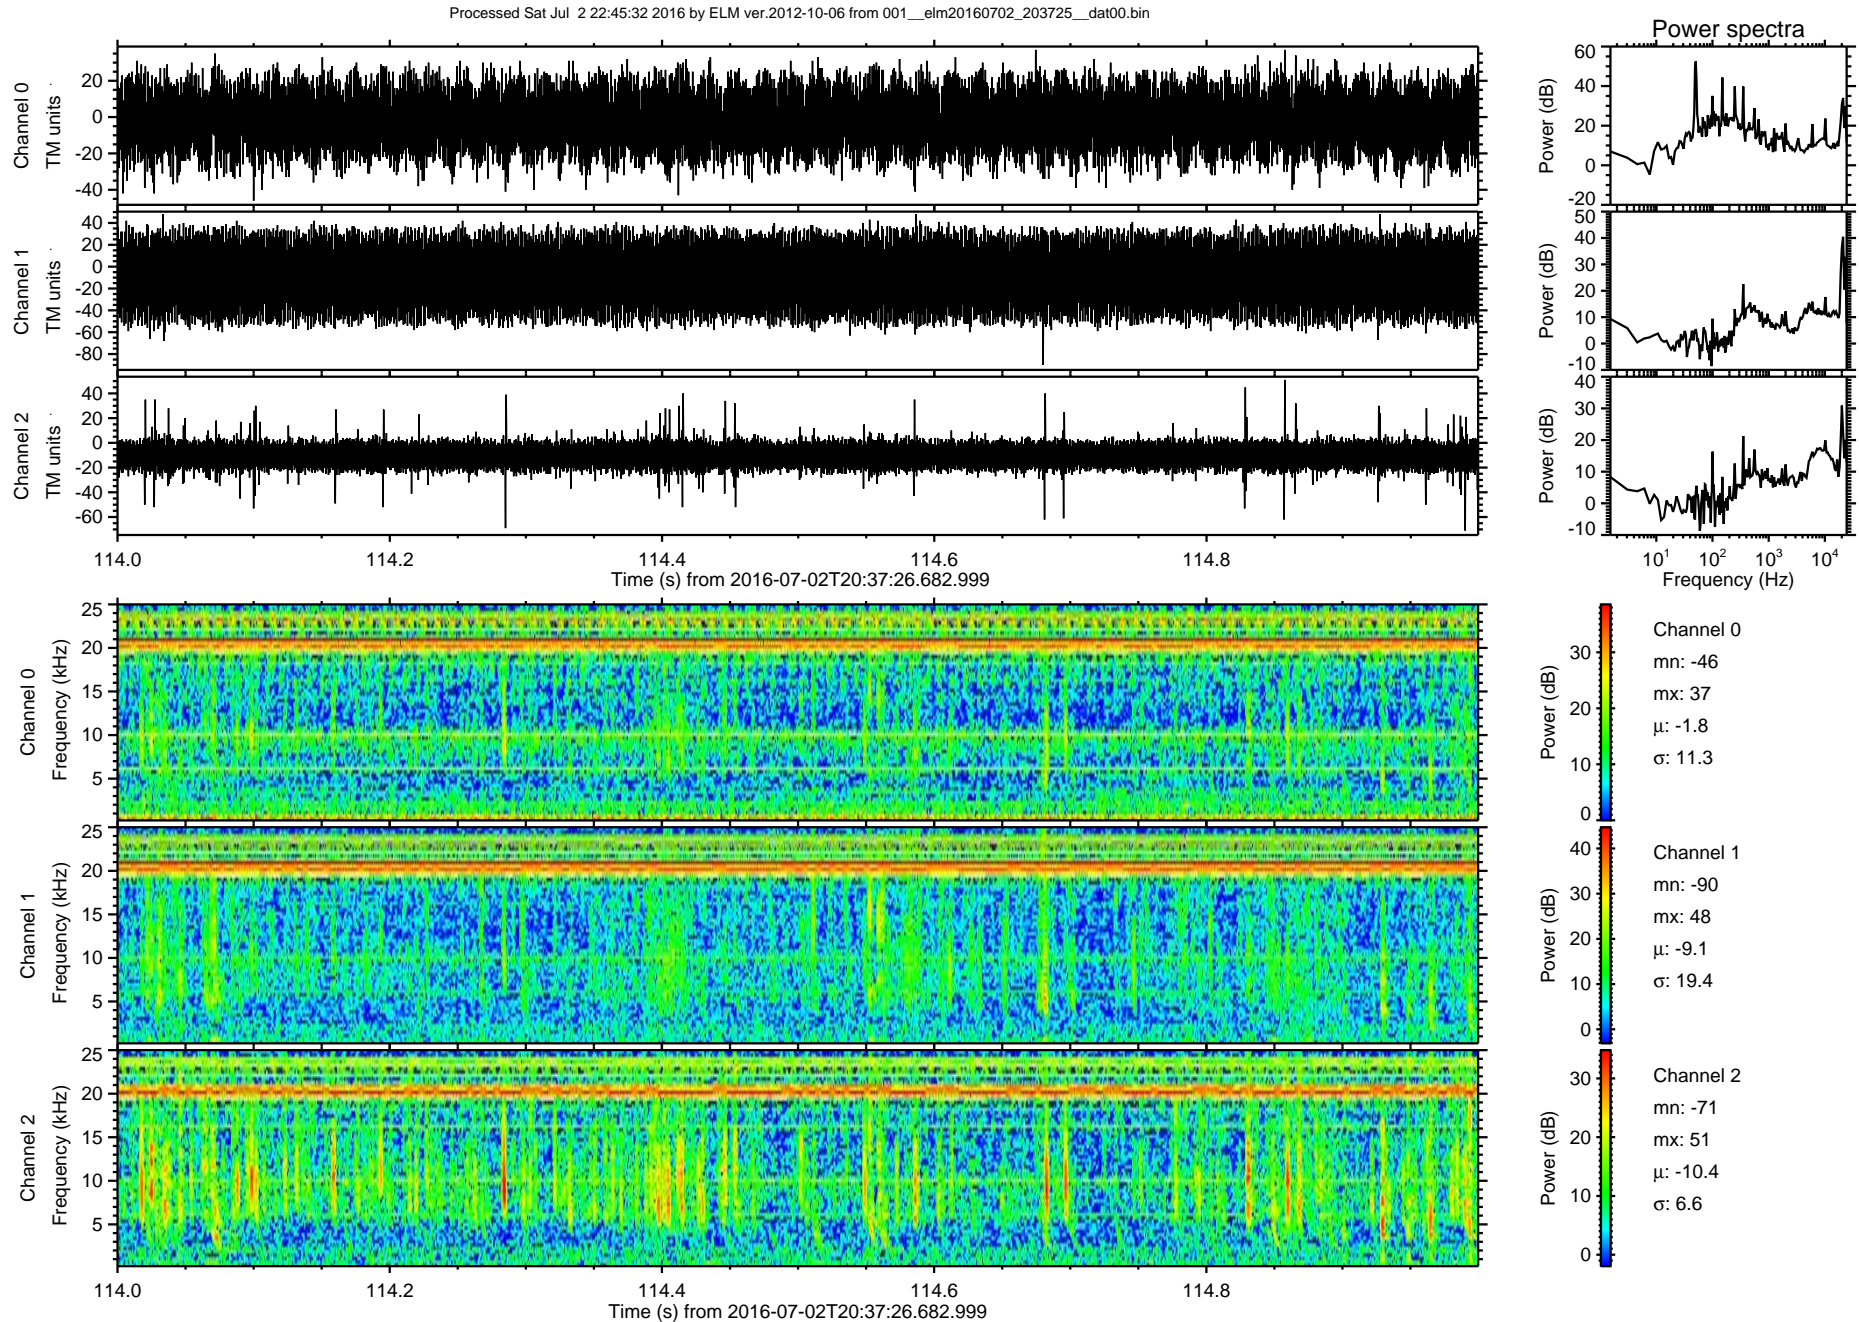 Processed Sat Jul  2 22:45:32 2016 by ELM ver.2012-10-06 from 001__elm20160702_203725__dat00.bin
Power spectra
Channel 0
TM units
20
0
-20
-40
Power (dB)
60
40
20
0
-20
Channel 1
TM units
40
20
0
-20
-40
-60
-80
Power (dB)
50
40
30
20
10
0
-10
Channel 2
TM units
40
20
0
-20
-40
-60
Power (dB)
40
30
20
10
0
-10
114.0 114.2 114.4 114.6 114.8
Time (s) from 2016-07-02T20:37:26.682.999
10^1 10^2 10^3 10^4
Frequency (Hz)
Channel 0
Frequency (kHz)
25
20
15
10
5
Power (dB)
30
20
10
0
Channel 0
mn: -46
mx: 37
μ: -1.8
σ: 11.3
Channel 1
Frequency (kHz)
25
20
15
10
5
Power (dB)
40
30
20
10
0
Channel 1
mn: -90
mx: 48
μ: -9.1
σ: 19.4
Channel 2
Frequency (kHz)
25
20
15
10
5
Power (dB)
30
20
10
0
Channel 2
mn: -71
mx: 51
μ: -10.4
σ: 6.6
114.0 114.2 114.4 114.6 114.8
Time (s) from 2016-07-02T20:37:26.682.999